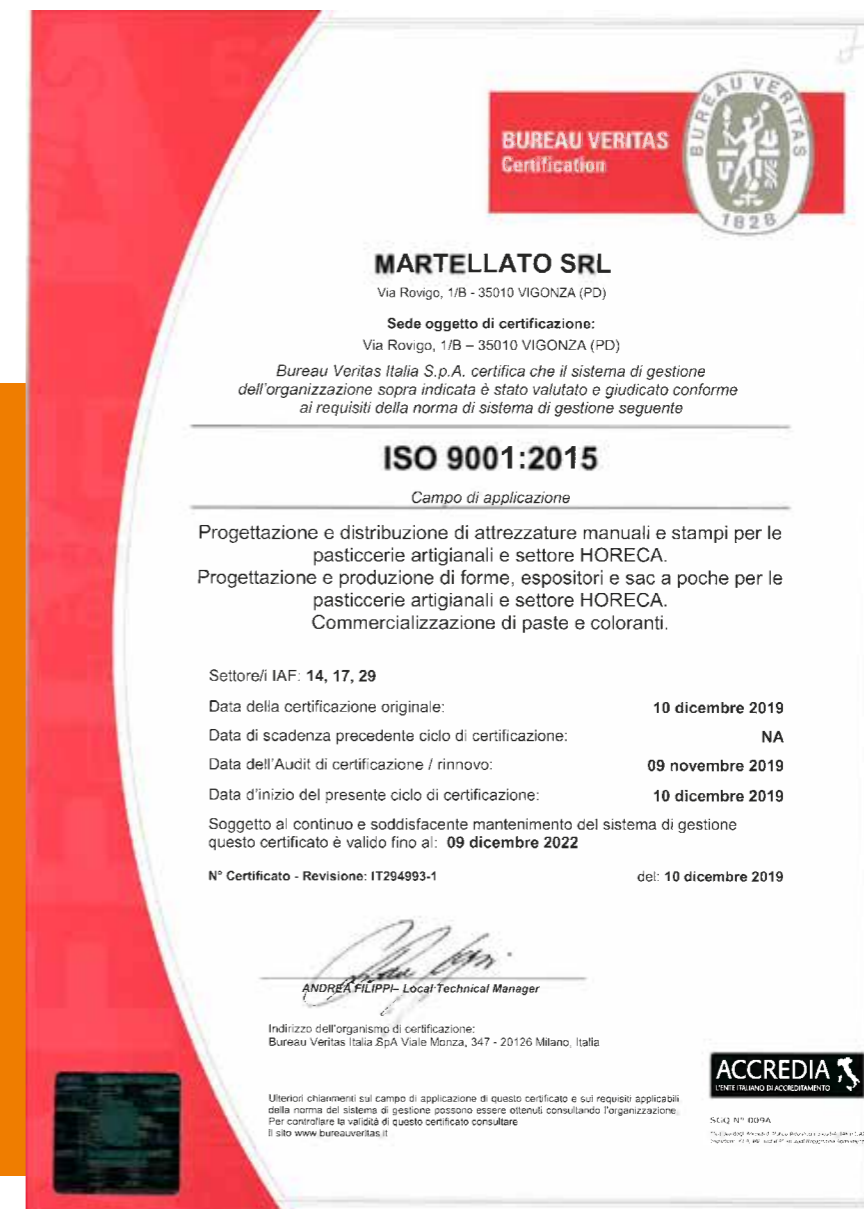 BUREAU VERITAS
Certification
BUREAU VERITAS
1828
MARTELLATO SRL
Via Rovigo, 1/B - 35010 VIGONZA (PD)
Sede oggetto di certificazione:
Via Rovigo, 1/B – 35010 VIGONZA (PD)
Bureau Veritas Italia S.p.A. certifica che il sistema di gestione
dell'organizzazione sopra indicata è stato valutato e giudicato conforme
ai requisiti della norma di sistema di gestione seguente
ISO 9001:2015
Campo di applicazione
Progettazione e distribuzione di attrezzature manuali e stampi per le
pasticcerie artigianali e settore HORECA.
Progettazione e produzione di forme, espositori e sac a poche per le
pasticcerie artigianali e settore HORECA.
Commercializzazione di paste e coloranti.
Settore/i IAF: 14, 17, 29
Data della certificazione originale: 10 dicembre 2019
Data di scadenza precedente ciclo di certificazione: NA
Data dell'Audit di certificazione / rinnovo: 09 novembre 2019
Data d'inizio del presente ciclo di certificazione: 10 dicembre 2019
Soggetto al continuo e soddisfacente mantenimento del sistema di gestione
questo certificato è valido fino al: 09 dicembre 2022
N° Certificato - Revisione: IT294993-1 del: 10 dicembre 2019
ANDREA FILIPPI– Local Technical Manager
Indirizzo dell'organismo di certificazione:
Bureau Veritas Italia SpA Viale Monza, 347 - 20126 Milano, Italia
Ulteriori chiarimenti sul campo di applicazione di questo certificato e sui requisiti applicabili
della norma del sistema di gestione possono essere ottenuti consultando l'organizzazione.
Per controllare la validità di questo certificato consultare
il sito www.bureauveritas.it
ACCREDIA
L'ENTE ITALIANO DI ACCREDITAMENTO
SGQ N° 009A